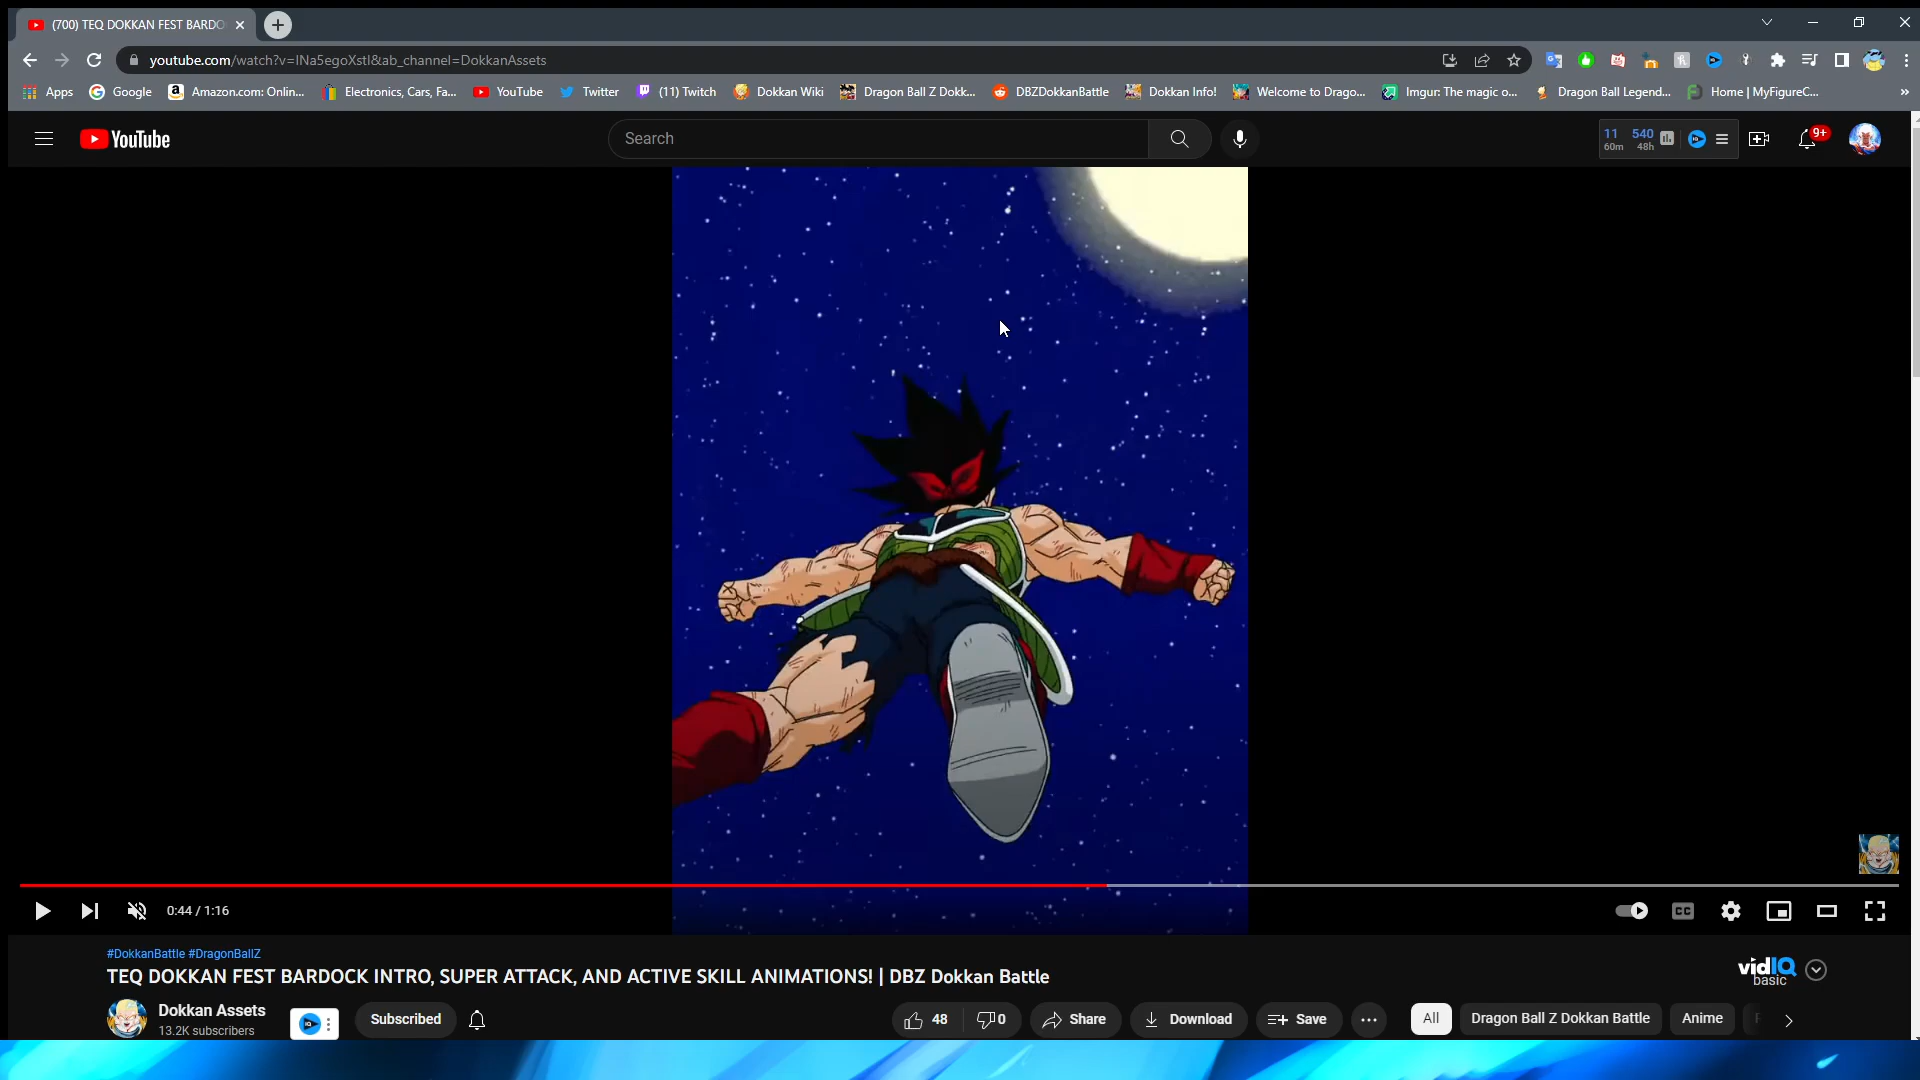 (700) TEQ DOKKAN FEST BARDO
youtube.com/watch?v=INa5egoXstI&ab_channel=DokkanAssets
Apps Google Amazon.com: Onlin... Electronics, Cars, Fa... YouTube Twitter (11) Twitch Dokkan Wiki Dragon Ball Z Dokk... DBZDokkanBattle Dokkan Info! Welcome to Drago... Imgur: The magic o... Dragon Ball Legend... Home | MyFigureC... »
YouTube
Search
11 540
60m 48h
9+
0:44 / 1:16
CC
#DokkanBattle #DragonBallZ
TEQ DOKKAN FEST BARDOCK INTRO, SUPER ATTACK, AND ACTIVE SKILL ANIMATIONS! | DBZ Dokkan Battle
vidIQ
basic
Dokkan Assets
13.2K subscribers
Subscribed
48 0 Share Download Save ...
All Dragon Ball Z Dokkan Battle Anime